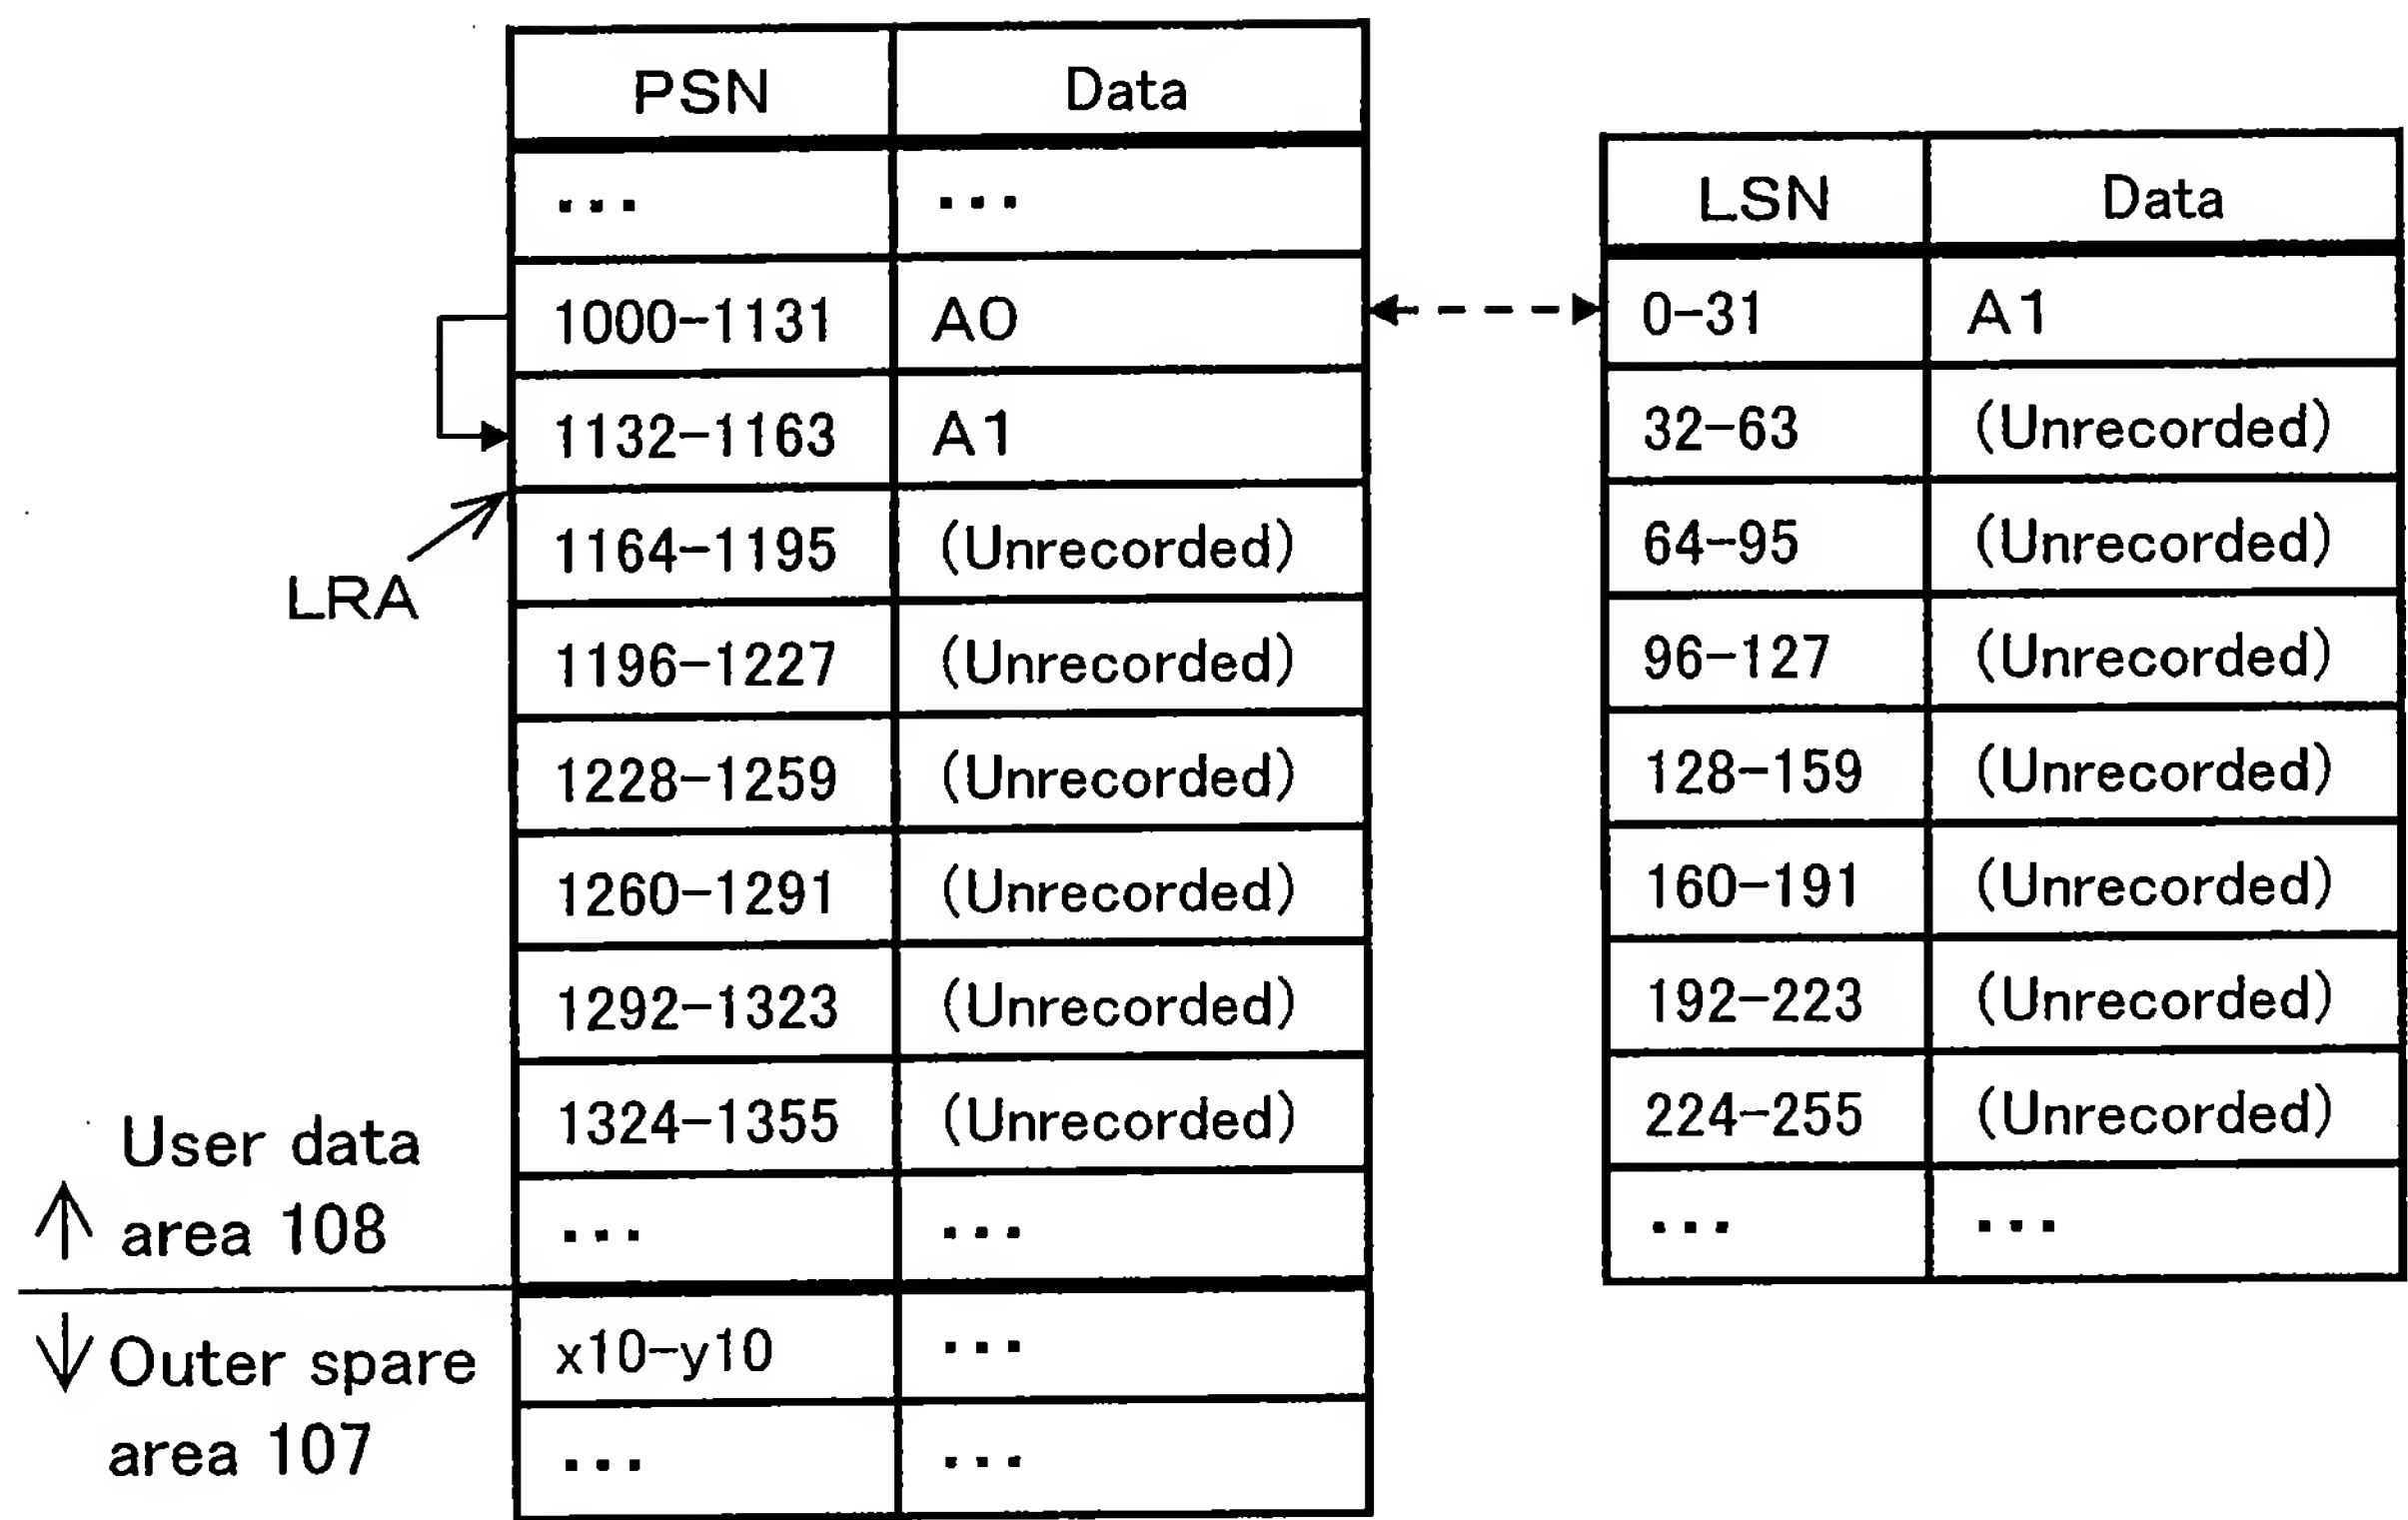 PSN Data
... ...
1000-1131 A0
1132-1163 A1
LRA
1164-1195 (Unrecorded)
1196-1227 (Unrecorded)
1228-1259 (Unrecorded)
1260-1291 (Unrecorded)
1292-1323 (Unrecorded)
1324-1355 (Unrecorded)
... ...
User data
area 108
Outer spare
area 107
x10-y10 ...
... ...
LSN Data
0-31 A1
32-63 (Unrecorded)
64-95 (Unrecorded)
96-127 (Unrecorded)
128-159 (Unrecorded)
160-191 (Unrecorded)
192-223 (Unrecorded)
224-255 (Unrecorded)
... ...